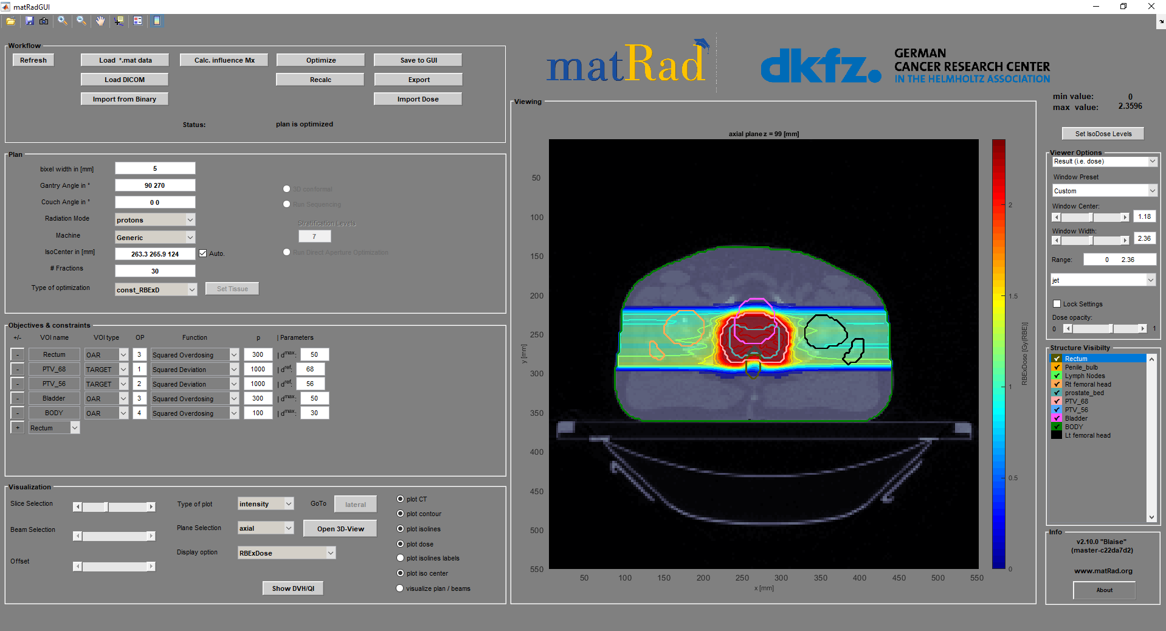 matRadGUI
Workflow
Refresh
Load *.mat data
Calc. influence Mx
Optimize
Save to GUI
Load DICOM
Recalc
Export
Import from Binary
Import Dose
Status:
plan is optimized
matRad
dkfz.
GERMAN
CANCER RESEARCH CENTER
IN THE HELMHOLTZ ASSOCIATION
min value: 0
max value: 2.3596
Set IsoDose Levels
Plan
bixel width in [mm] 5
Gantry Angle in ° 90 270
Couch Angle in ° 0 0
Radiation Mode protons
Machine Generic
IsoCenter in [mm] 263.3 265.9 124 Auto.
# Fractions 30
Type of optimization const_RBExD Set Tissue
3D conformal
Run Sequencing
Stratification Levels
7
Run Direct Aperture Optimization
Objectives & constraints
+/- VOI name VOI type OP Function p | Parameters
- Rectum OAR 3 Squared Overdosing 300 | dmax: 50
- PTV_68 TARGET 1 Squared Deviation 1000 | dref: 68
- PTV_56 TARGET 2 Squared Deviation 1000 | dref: 56
- Bladder OAR 3 Squared Overdosing 300 | dmax: 50
- BODY OAR 4 Squared Overdosing 100 | dmax: 30
+ Rectum
Visualization
Slice Selection
Beam Selection
Offset
Type of plot intensity GoTo lateral
Plane Selection axial Open 3D-View
Display option RBExDose
Show DVH/QI
plot CT
plot contour
plot isolines
plot dose
plot isolines labels
plot iso center
visualize plan / beams
Viewing
axial plane z = 99 [mm]
50
100
150
200
250
300
350
400
450
500
550
y [mm]
50 100 150 200 250 300 350 400 450 500 550
x [mm]
2
1.5
1
0.5
0
RBExDose [Gy(RBE)]
Viewer Options
Result (i.e. dose)
Window Preset
Custom
Window Center:
1.18
Window Width:
2.36
Range: 0 2.36
jet
Lock Settings
Dose opacity:
0 1
Structure Visibilty
Rectum
Penile_bulb
Lymph Nodes
Rt femoral head
prostate_bed
PTV_68
PTV_56
Bladder
BODY
Lt femoral head
Info
v2.10.0 "Blaise"
(master-c22da7d2)
www.matRad.org
About